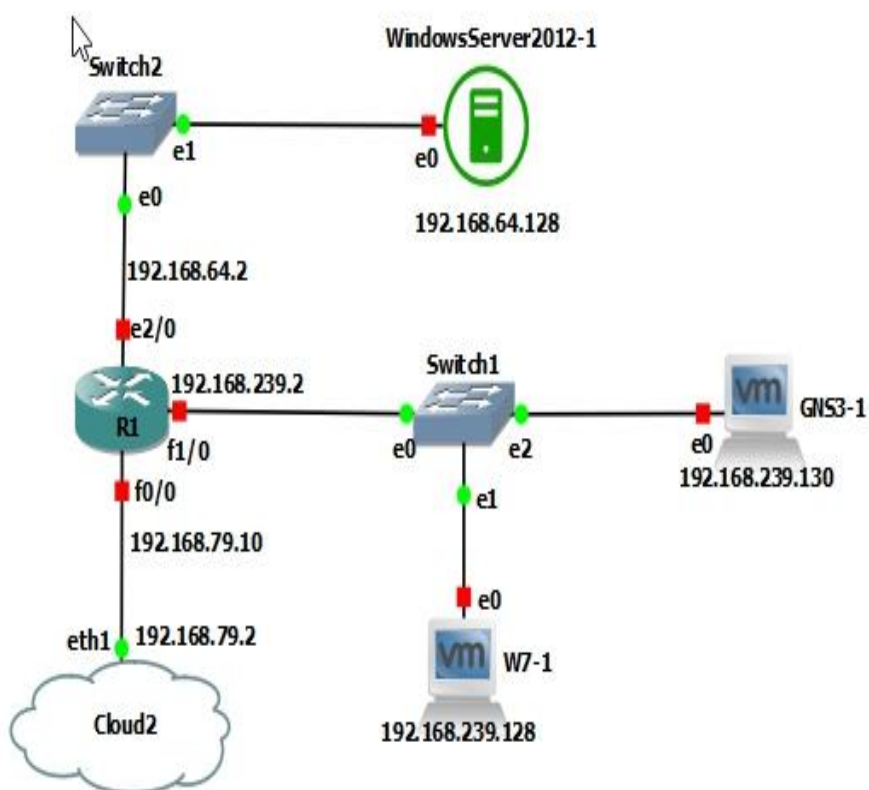 WindowsServer2012-1
Switch2
e1
e0
e0
192.168.64.128
192.168.64.2
e2/0
Switch1
192.168.239.2
R1
GNS3-1
f1/0
e0
e2
e0
192.168.239.130
f0/0
e1
192.168.79.10
e0
eth1
192.168.79.2
W7-1
Cloud2
192.168.239.128
vm
vm